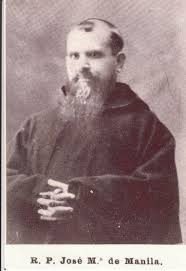 R. P. José M.ª de Manila.